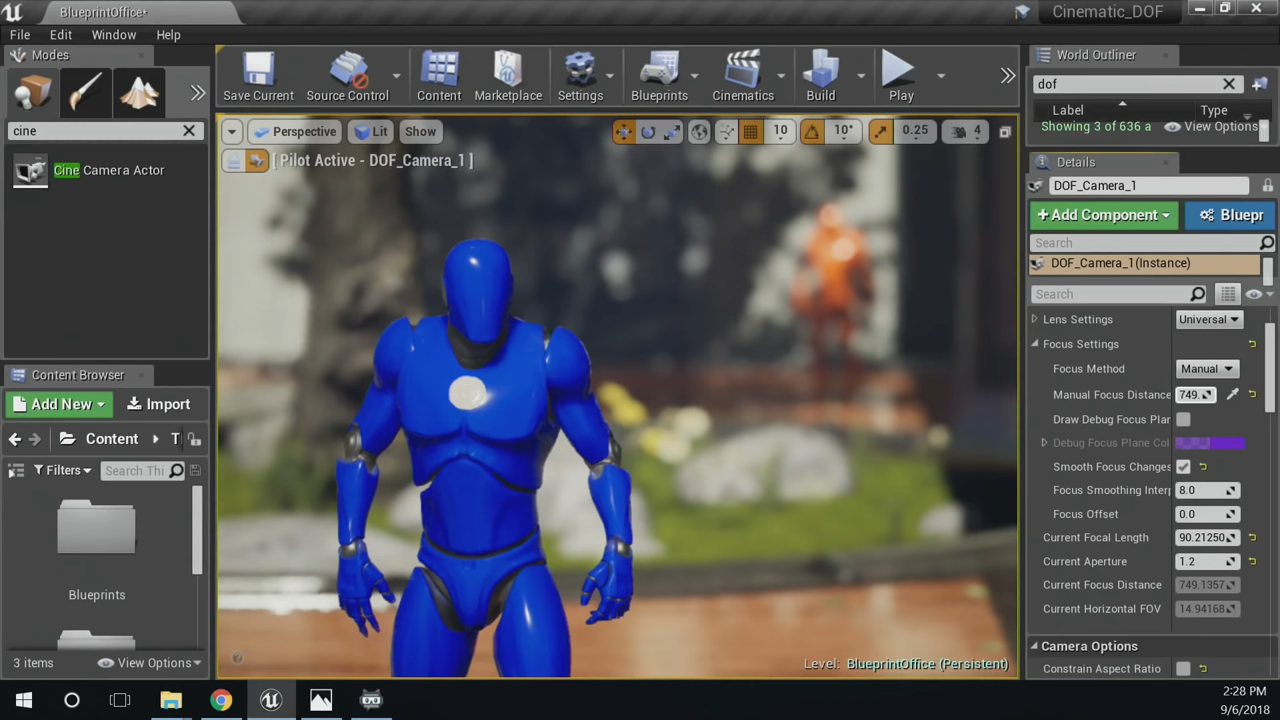 BlueprintOffice*
Cinematic_DOF
File Edit Window Help
Modes
cine
Cine Camera Actor
Save Current
Source Control
Content
Marketplace
Settings
Blueprints
Cinematics
Build
Play
Perspective
Lit
Show
10
10°
0.25
4
[ Pilot Active - DOF_Camera_1 ]
Level: BlueprintOffice (Persistent)
Content Browser
Add New
Import
Content
T
Filters
Search Thi
Blueprints
3 items
View Options
World Outliner
dof
Label
Type
Showing 3 of 636 a
View Options
Details
DOF_Camera_1
+Add Component
Bluepr
Search
DOF_Camera_1(Instance)
Search
Lens Settings Universal
Focus Settings
Focus Method Manual
Manual Focus Distance 749.
Draw Debug Focus Plan
Debug Focus Plane Col
Smooth Focus Changes
Focus Smoothing Interp 8.0
Focus Offset 0.0
Current Focal Length 90.21250
Current Aperture 1.2
Current Focus Distance 749.1357
Current Horizontal FOV 14.94168
Camera Options
Constrain Aspect Ratio
2:28 PM
9/6/2018